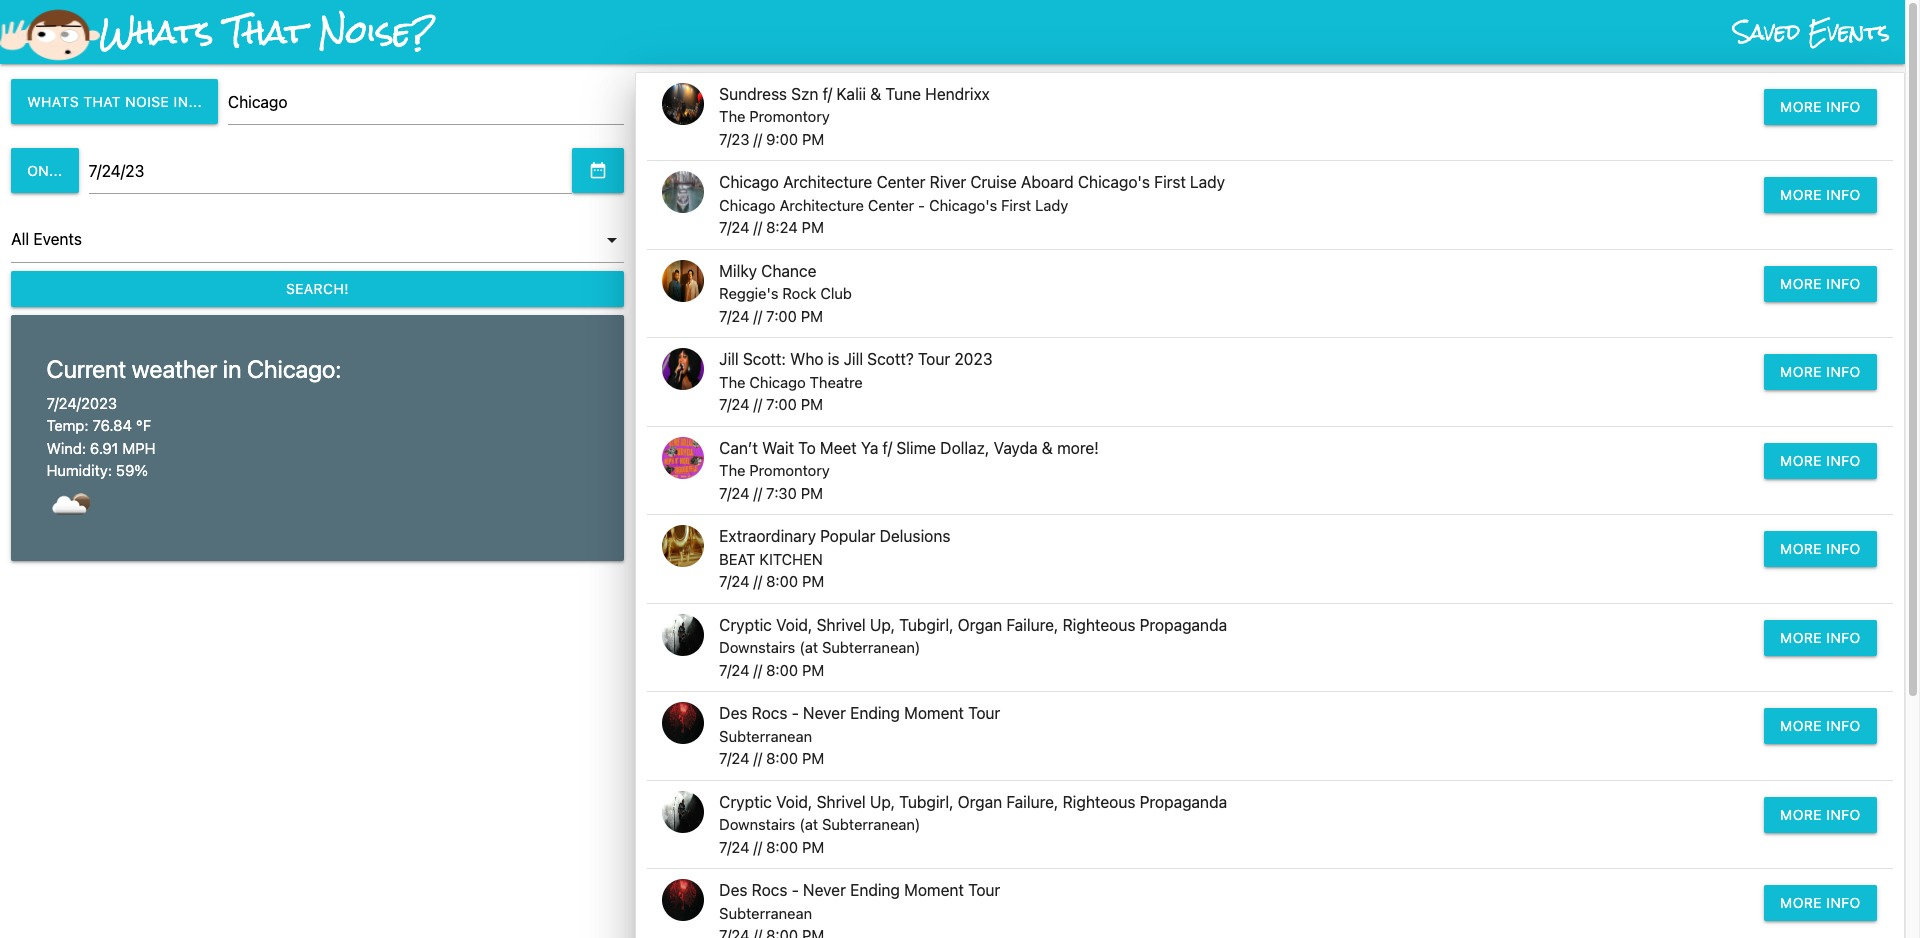 Whats That Noise?
Saved Events
WHATS THAT NOISE IN...
Chicago
ON...
7/24/23
All Events
SEARCH!
Current weather in Chicago:
7/24/2023
Temp: 76.84 °F
Wind: 6.91 MPH
Humidity: 59%
Sundress Szn f/ Kalii & Tune Hendrixx
The Promontory
7/23 // 9:00 PM
MORE INFO
Chicago Architecture Center River Cruise Aboard Chicago's First Lady
Chicago Architecture Center - Chicago's First Lady
7/24 // 8:24 PM
MORE INFO
Milky Chance
Reggie's Rock Club
7/24 // 7:00 PM
MORE INFO
Jill Scott: Who is Jill Scott? Tour 2023
The Chicago Theatre
7/24 // 7:00 PM
MORE INFO
Can’t Wait To Meet Ya f/ Slime Dollaz, Vayda & more!
The Promontory
7/24 // 7:30 PM
MORE INFO
Extraordinary Popular Delusions
BEAT KITCHEN
7/24 // 8:00 PM
MORE INFO
Cryptic Void, Shrivel Up, Tubgirl, Organ Failure, Righteous Propaganda
Downstairs (at Subterranean)
7/24 // 8:00 PM
MORE INFO
Des Rocs - Never Ending Moment Tour
Subterranean
7/24 // 8:00 PM
MORE INFO
Cryptic Void, Shrivel Up, Tubgirl, Organ Failure, Righteous Propaganda
Downstairs (at Subterranean)
7/24 // 8:00 PM
MORE INFO
Des Rocs - Never Ending Moment Tour
Subterranean
7/24 // 8:00 PM
MORE INFO